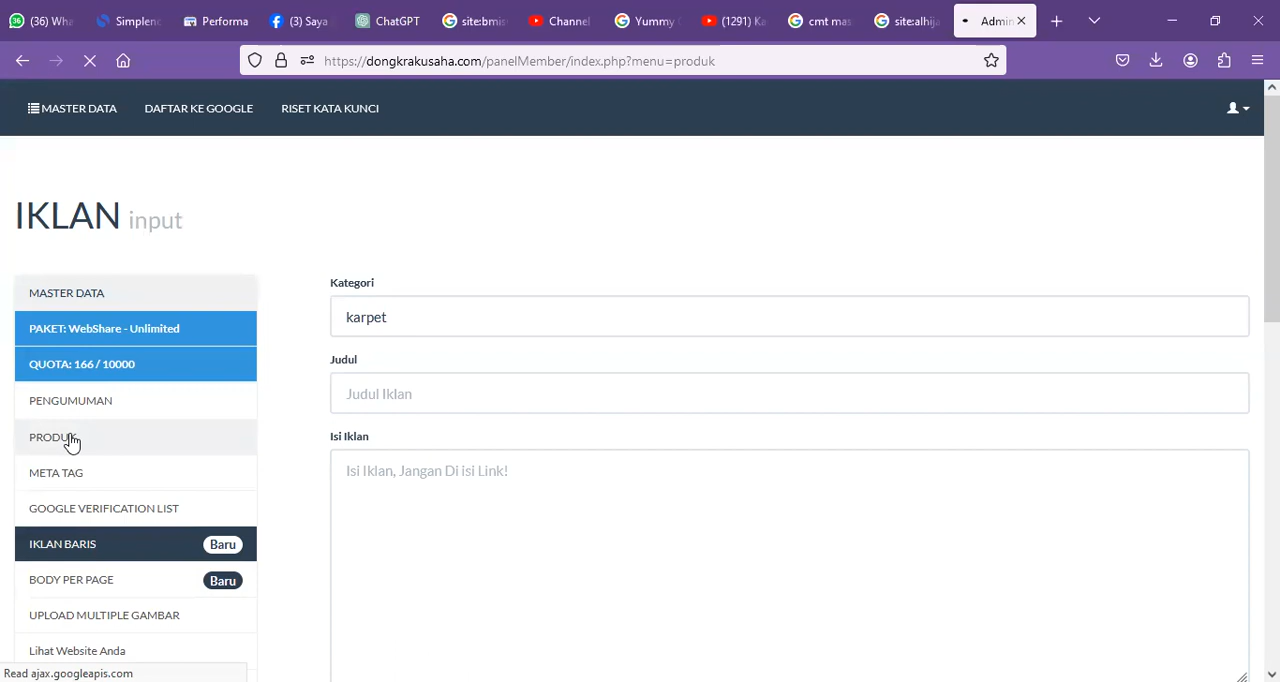 (36) Wha
Simplenc
Performa
(3) Saya
ChatGPT
site:bmis
Channel
Yummy
(1291) Ka
cmt mas
site:alhija
Admin
https://dongkrakusaha.com/panelMember/index.php?menu=produk
MASTER DATA
DAFTAR KE GOOGLE
RISET KATA KUNCI
IKLAN input
MASTER DATA
PAKET: WebShare - Unlimited
QUOTA: 166 / 10000
PENGUMUMAN
PRODUK
META TAG
GOOGLE VERIFICATION LIST
IKLAN BARIS Baru
BODY PER PAGE Baru
UPLOAD MULTIPLE GAMBAR
Lihat Website Anda
Kategori
karpet
Judul
Judul Iklan
Isi Iklan
Isi Iklan, Jangan Di isi Link!
Read ajax.googleapis.com